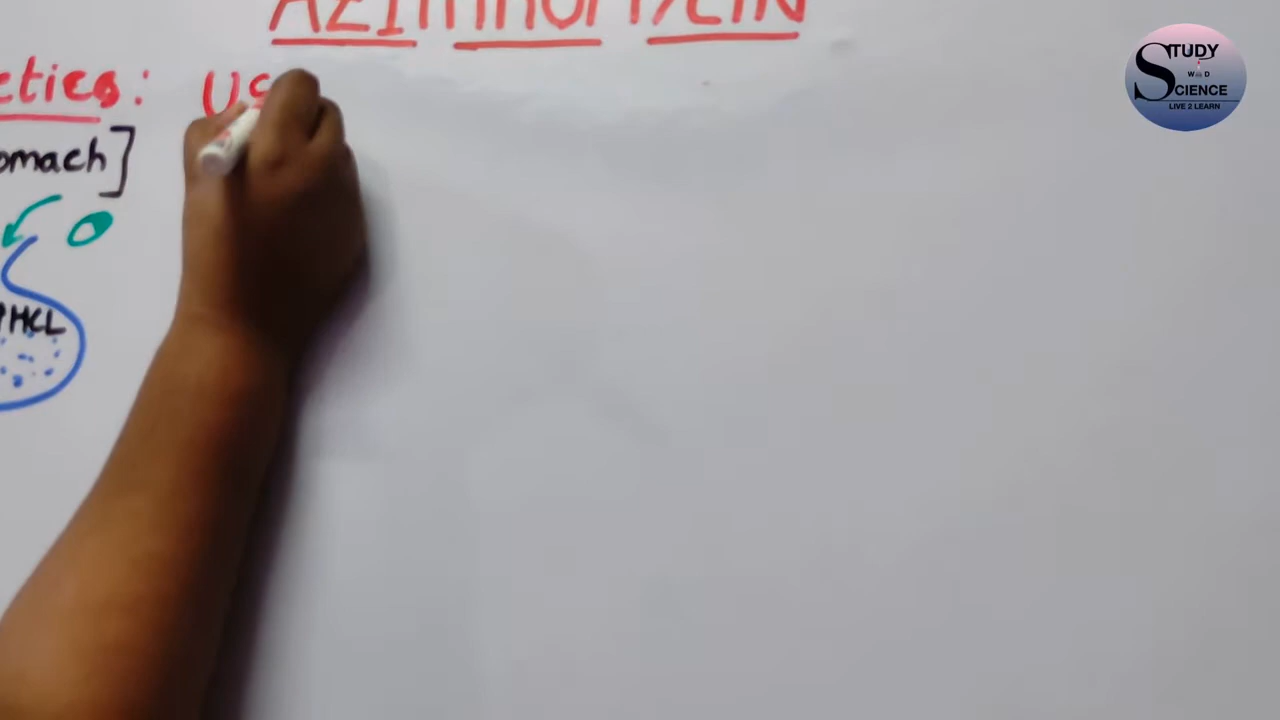 AZITHROMYCIN
etics: US
omach]
HCL
STUDY
W D
SCIENCE
LIVE 2 LEARN